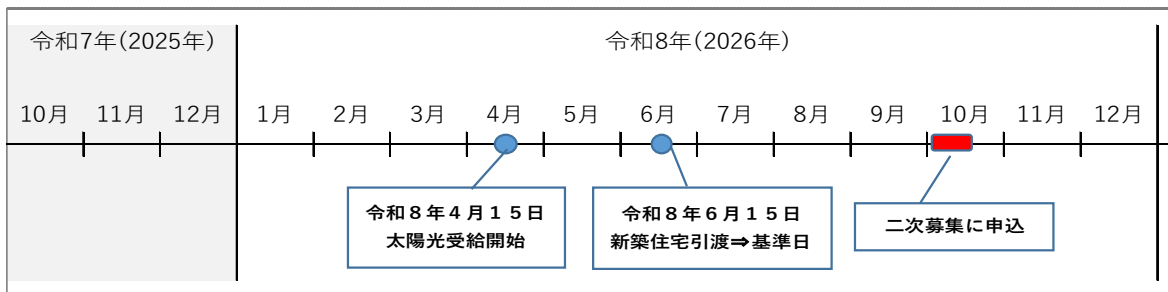 令和7年(2025年)
令和8年(2026年)
10月 11月 12月 1月 2月 3月 4月 5月 6月 7月 8月 9月 10月 11月 12月
令和８年４月１５日
太陽光受給開始
令和８年６月１５日
新築住宅引渡⇒基準日
二次募集に申込